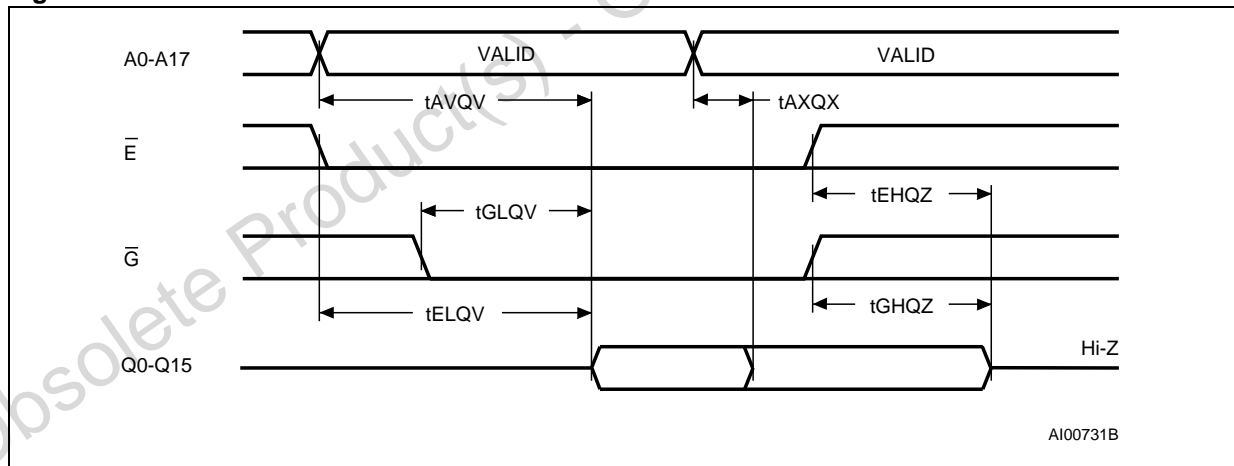 A0-A17
VALID
VALID
tAVQV
tAXQX
E̅
tEHQZ
tGLQV
G̅
tGHQZ
tELQV
Q0-Q15
Hi-Z
AI00731B
Obsolete Product(s) -